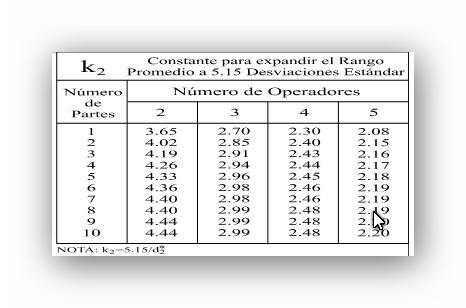 k2 Constante para expandir el Rango
Promedio a 5.15 Desviaciones Estándar
Número de Partes Número de Operadores
2 3 4 5
1 3.65 2.70 2.30 2.08
2 4.02 2.85 2.40 2.15
3 4.19 2.91 2.43 2.16
4 4.26 2.94 2.44 2.17
5 4.33 2.96 2.45 2.18
6 4.36 2.98 2.46 2.19
7 4.40 2.98 2.46 2.19
8 4.40 2.99 2.48 2.19
9 4.44 2.99 2.48
10 4.44 2.99 2.48 2.20
NOTA: k2=5.15/d2*